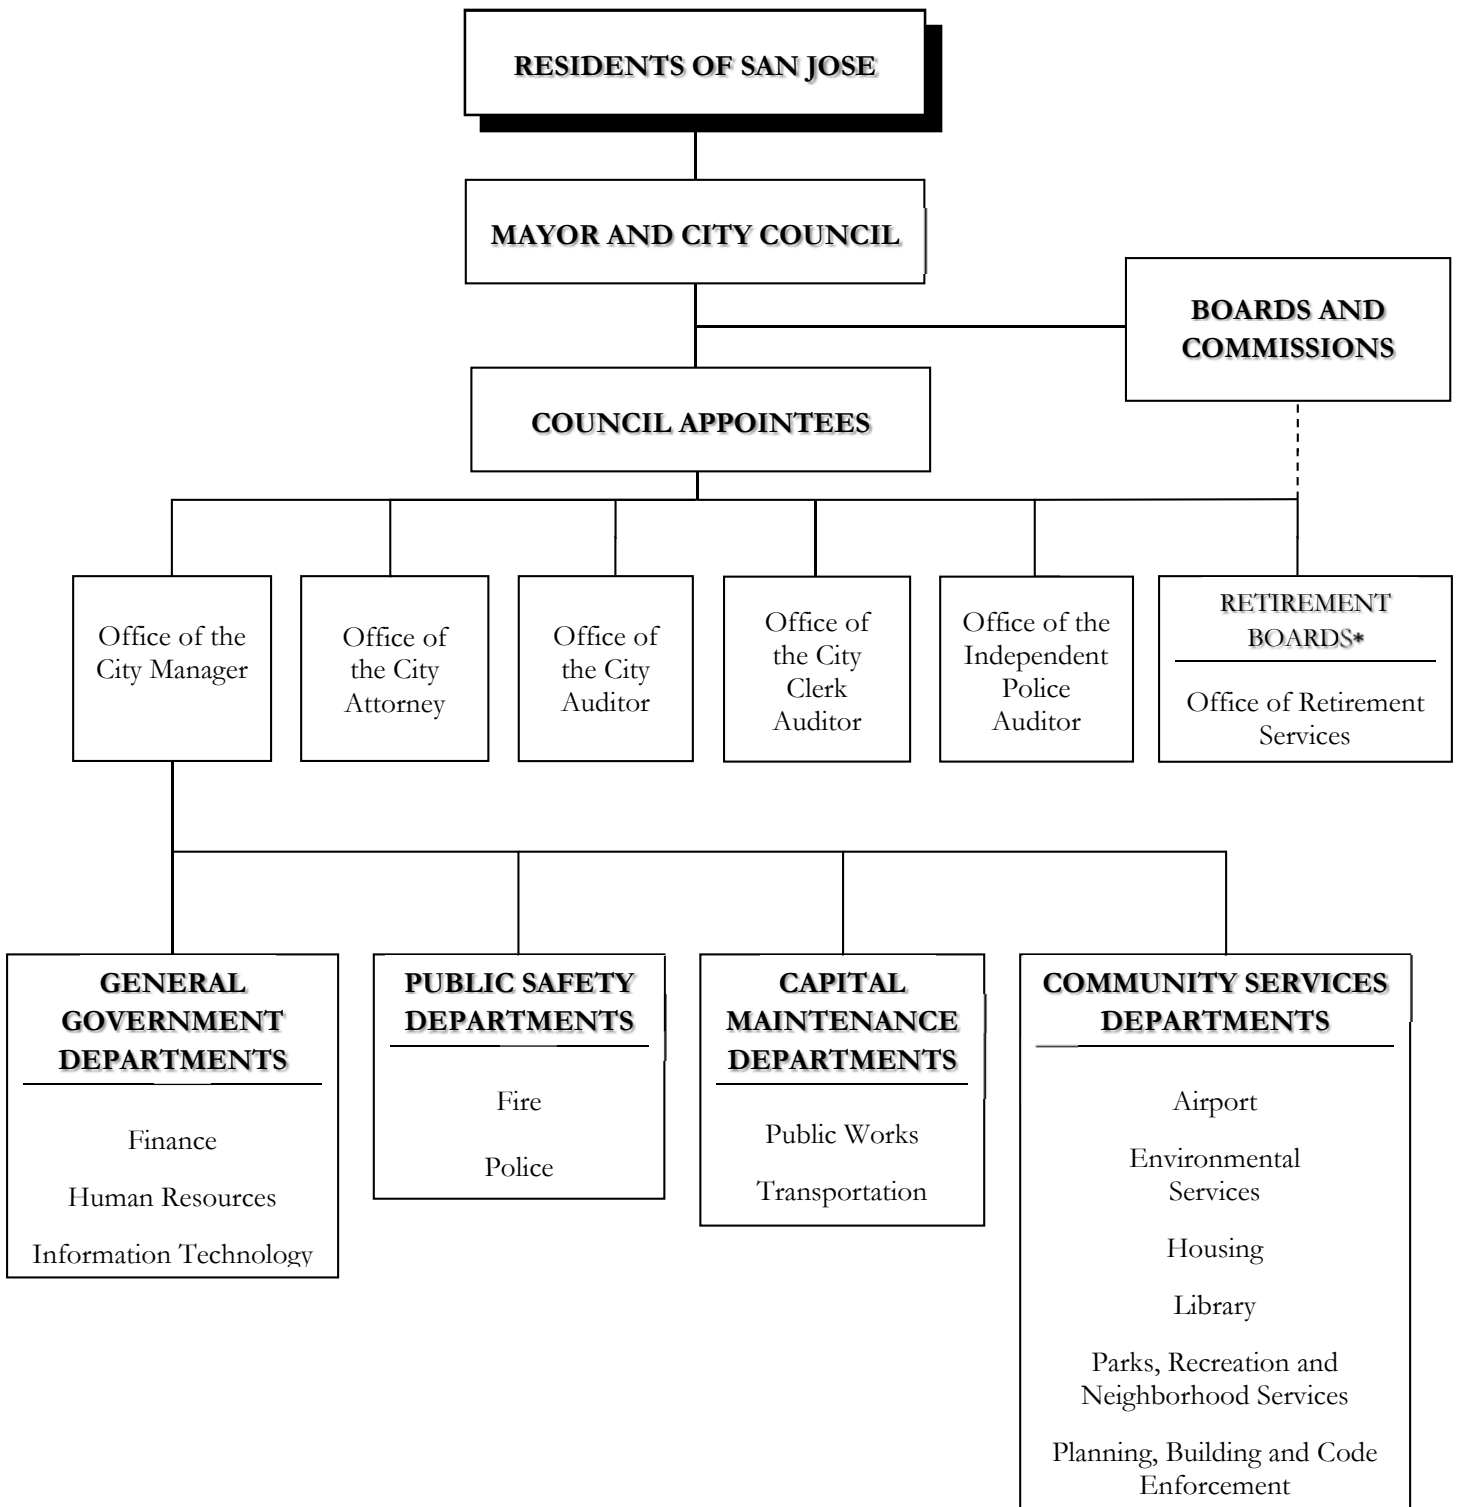 RESIDENTS OF SAN JOSE
MAYOR AND CITY COUNCIL
BOARDS AND
COMMISSIONS
COUNCIL APPOINTEES
Office of the
City Manager
Office of
the City
Attorney
Office of
the City
Auditor
Office of
the City
Clerk
Auditor
Office of the
Independent
Police
Auditor
RETIREMENT
BOARDS*
Office of Retirement
Services
GENERAL
GOVERNMENT
DEPARTMENTS
Finance
Human Resources
Information Technology
PUBLIC SAFETY
DEPARTMENTS
Fire
Police
CAPITAL
MAINTENANCE
DEPARTMENTS
Public Works
Transportation
COMMUNITY SERVICES
DEPARTMENTS
Airport
Environmental
Services
Housing
Library
Parks, Recreation and
Neighborhood Services
Planning, Building and Code
Enforcement